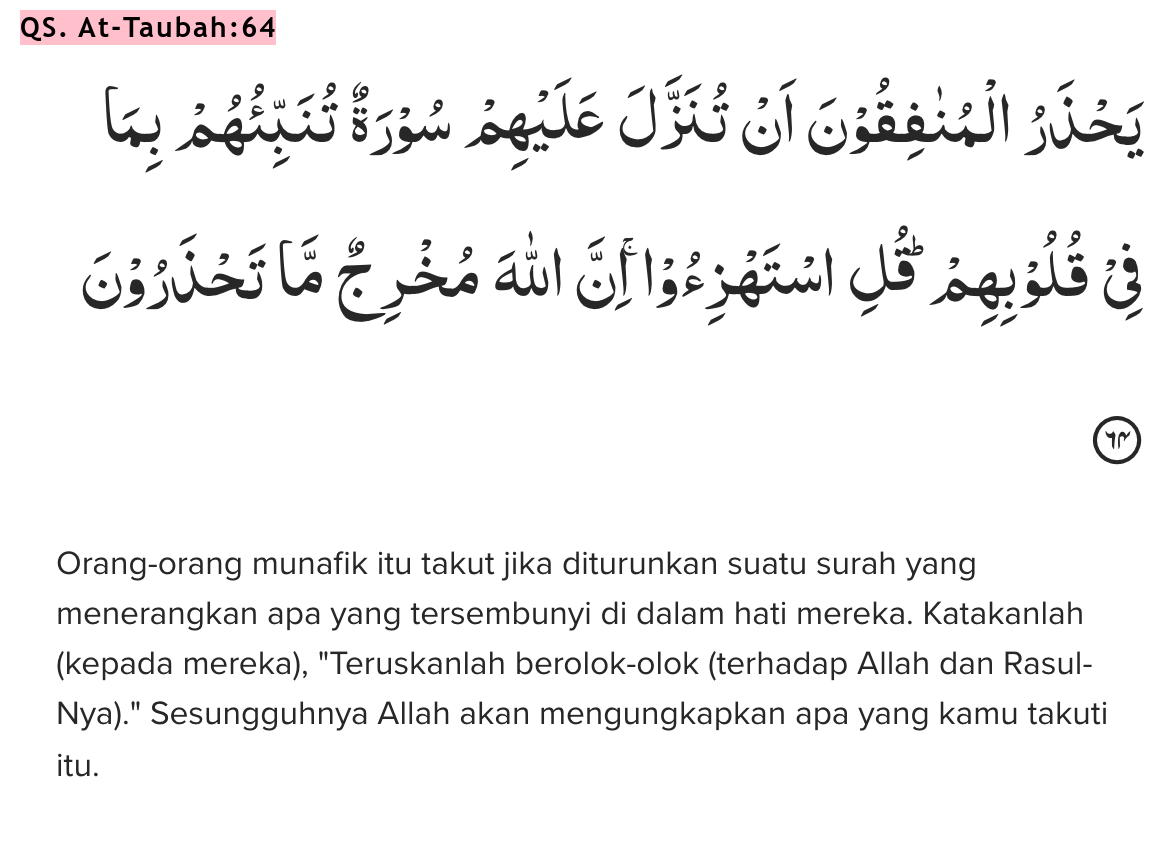 QS. At-Taubah:64
يَحْذَرُ الْمُنٰفِقُوْنَ اَنْ تُنَزَّلَ عَلَيْهِمْ سُوْرَةٌ تُنَبِّئُهُمْ بِمَا
فِيْ قُلُوْبِهِمْۗ قُلِ اسْتَهْزِءُوْاۚ اِنَّ اللّٰهَ مُخْرِجٌ مَّا تَحْذَرُوْنَ
٦٤
Orang-orang munafik itu takut jika diturunkan suatu surah yang
menerangkan apa yang tersembunyi di dalam hati mereka. Katakanlah
(kepada mereka), "Teruskanlah berolok-olok (terhadap Allah dan Rasul-
Nya)." Sesungguhnya Allah akan mengungkapkan apa yang kamu takuti
itu.